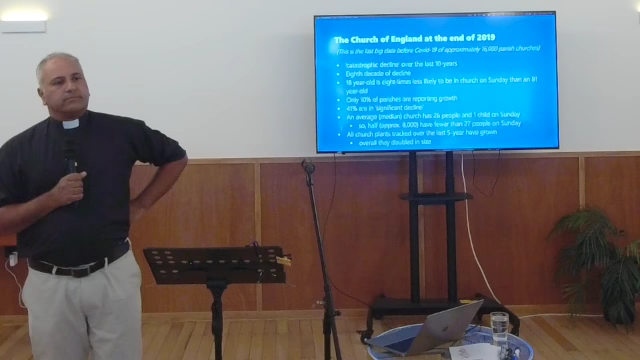 The Church of England at the end of 2019
(This is the last big data before Covid-19 of approximately 16,000 parish churches)
• 'catastrophic decline' over the last 10-years
• Eighth decade of decline
• 18 year-old is eight-times less likely to be in church on Sunday than an 81
year-old
• Only 10% of parishes are reporting growth
• 41% are in 'significant decline'
• An average (median) church has 26 people and 1 child on Sunday
• so, half (approx. 8,000) have fewer than 27 people on Sunday
• All church plants tracked over the last 5-year have grown
• overall they doubled in size